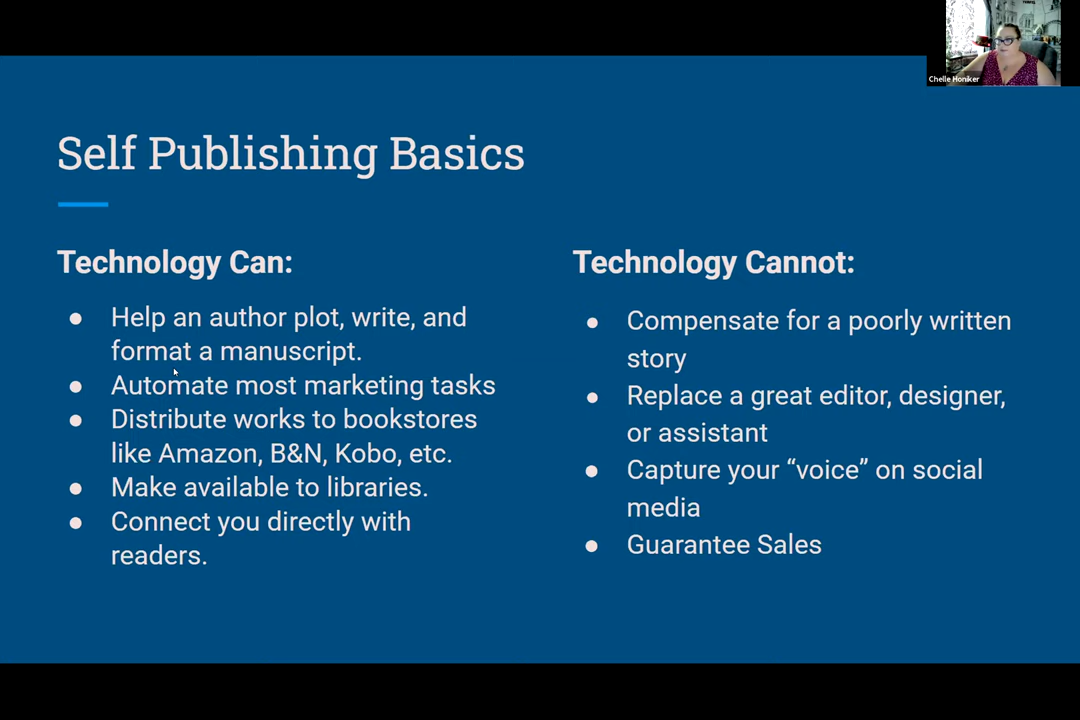 Chelle Honiker
Self Publishing Basics
Technology Can:
● Help an author plot, write, and
format a manuscript.
● Automate most marketing tasks
● Distribute works to bookstores
like Amazon, B&N, Kobo, etc.
● Make available to libraries.
● Connect you directly with
readers.
Technology Cannot:
● Compensate for a poorly written
story
● Replace a great editor, designer,
or assistant
● Capture your “voice” on social
media
● Guarantee Sales